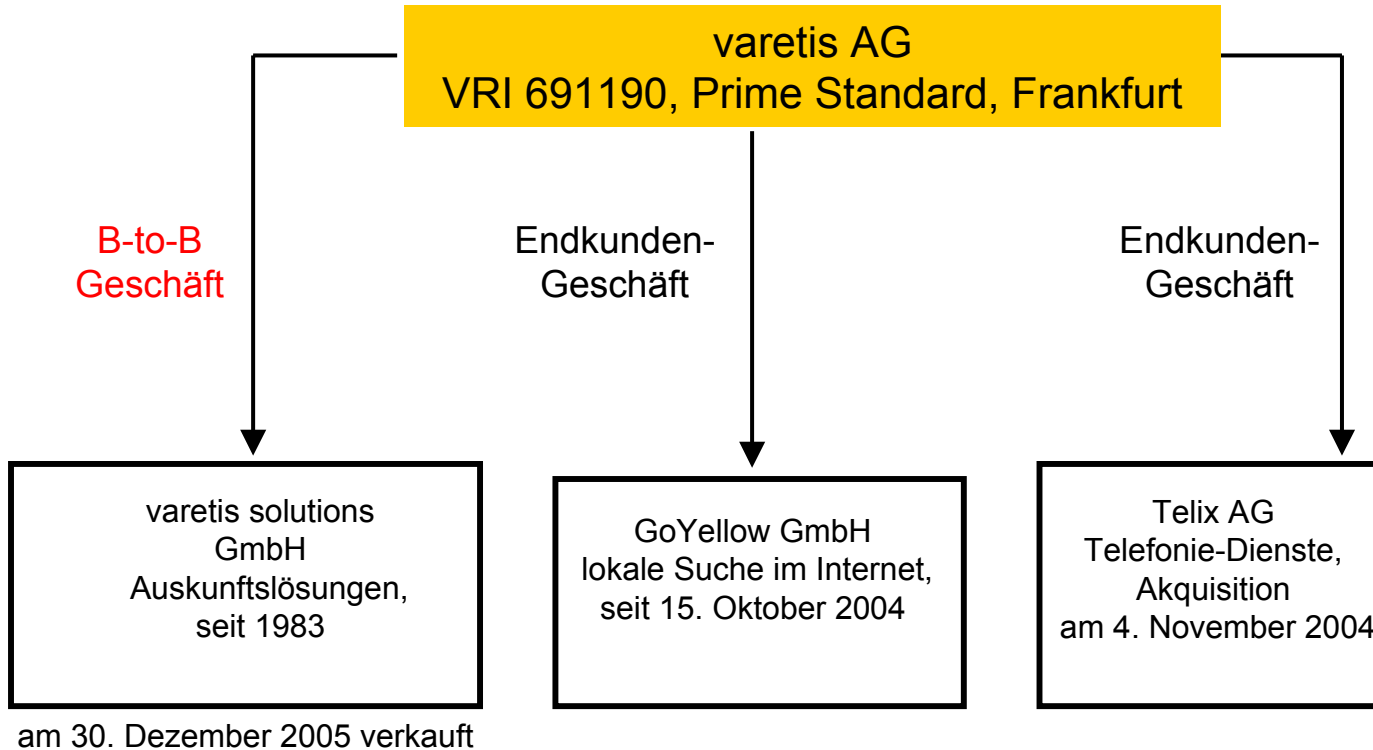 varetis AG
VRI 691190, Prime Standard, Frankfurt
B-to-B
Geschäft
Endkunden-
Geschäft
Endkunden-
Geschäft
varetis solutions
GmbH
Auskunftslösungen,
seit 1983
GoYellow GmbH
lokale Suche im Internet,
seit 15. Oktober 2004
Telix AG
Telefonie-Dienste,
Akquisition
am 4. November 2004
am 30. Dezember 2005 verkauft